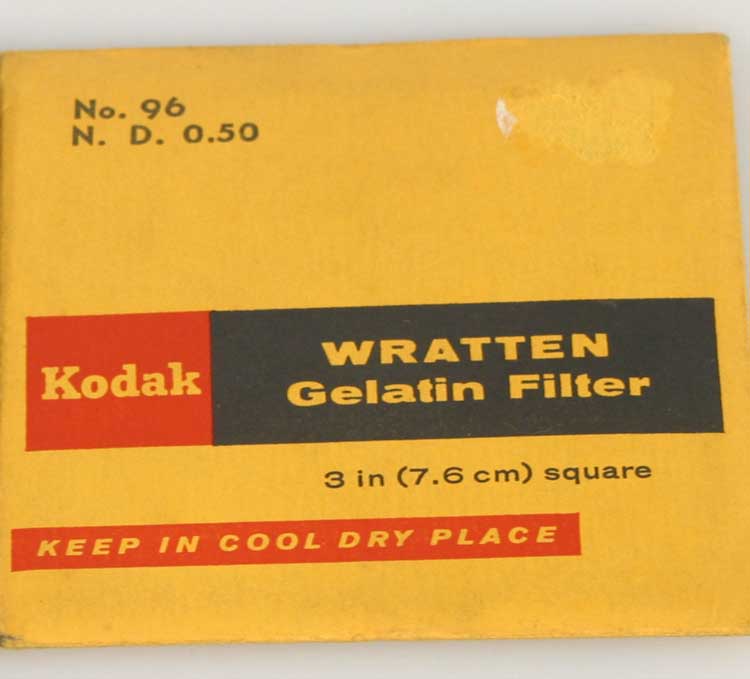 No. 96
N. D. 0.50
Kodak
WRATTEN
Gelatin Filter
3 in (7.6 cm) square
KEEP IN COOL DRY PLACE